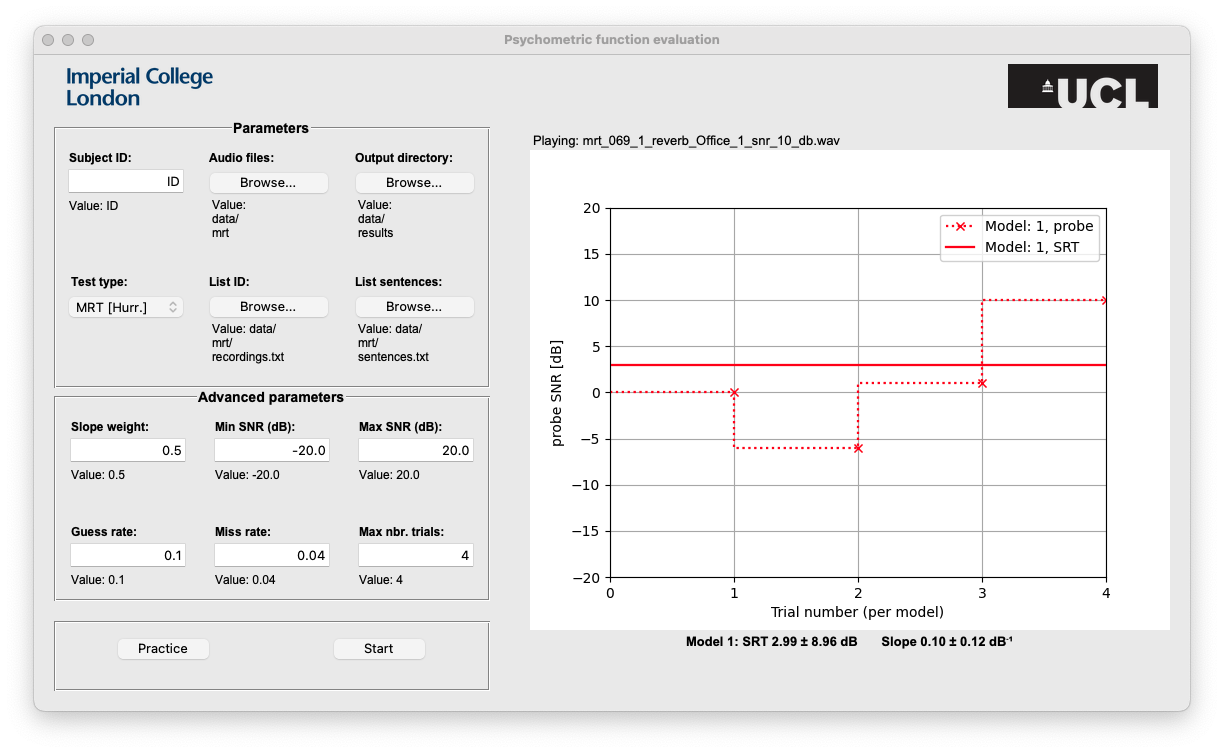 Psychometric function evaluation
Imperial College
London
UCL
Parameters
Subject ID:
ID
Value: ID
Audio files:
Browse...
Value:
data/
mrt
Output directory:
Browse...
Value:
data/
results
Test type:
MRT [Hurr.]
List ID:
Browse...
Value: data/
mrt/
recordings.txt
List sentences:
Browse...
Value: data/
mrt/
sentences.txt
Advanced parameters
Slope weight:
0.5
Value: 0.5
Min SNR (dB):
-20.0
Value: -20.0
Max SNR (dB):
20.0
Value: 20.0
Guess rate:
0.1
Value: 0.1
Miss rate:
0.04
Value: 0.04
Max nbr. trials:
4
Value: 4
Practice
Start
Playing: mrt_069_1_reverb_Office_1_snr_10_db.wav
20
15
10
5
0
−5
−10
−15
−20
probe SNR [dB]
Model: 1, probe
Model: 1, SRT
0 1 2 3 4
Trial number (per model)
Model 1: SRT 2.99 ± 8.96 dB Slope 0.10 ± 0.12 dB⁻¹